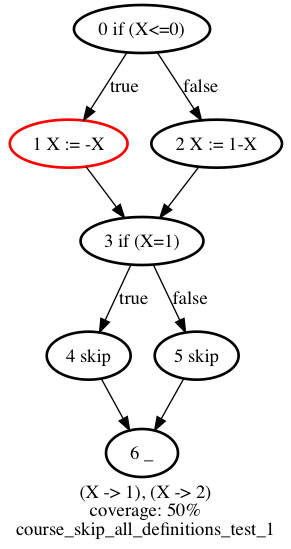 0 if (X<=0)
true
false
1 X := -X
2 X := 1-X
3 if (X=1)
true
false
4 skip
5 skip
6 _
(X -> 1), (X -> 2)
coverage: 50%
course_skip_all_definitions_test_1